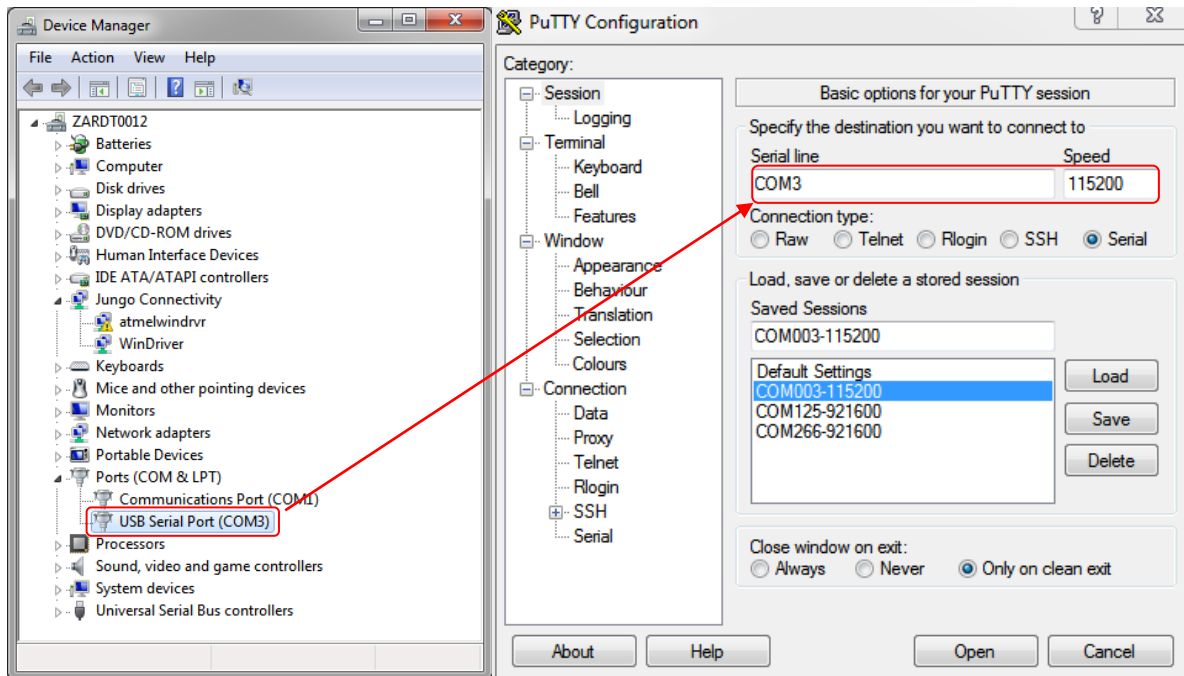 Device Manager
File Action View Help
ZARDT0012
Batteries
Computer
Disk drives
Display adapters
DVD/CD-ROM drives
Human Interface Devices
IDE ATA/ATAPI controllers
Jungo Connectivity
atmelwindrvr
WinDriver
Keyboards
Mice and other pointing devices
Monitors
Network adapters
Portable Devices
Ports (COM & LPT)
Communications Port (COM1)
USB Serial Port (COM3)
Processors
Sound, video and game controllers
System devices
Universal Serial Bus controllers
PuTTY Configuration
Category:
Session
Logging
Terminal
Keyboard
Bell
Features
Window
Appearance
Behaviour
Translation
Selection
Colours
Connection
Data
Proxy
Telnet
Rlogin
SSH
Serial
Basic options for your PuTTY session
Specify the destination you want to connect to
Serial line Speed
COM3 115200
Connection type:
Raw Telnet Rlogin SSH Serial
Load, save or delete a stored session
Saved Sessions
COM003-115200
Default Settings
COM003-115200
COM125-921600
COM266-921600
Load
Save
Delete
Close window on exit:
Always Never Only on clean exit
About Help Open Cancel